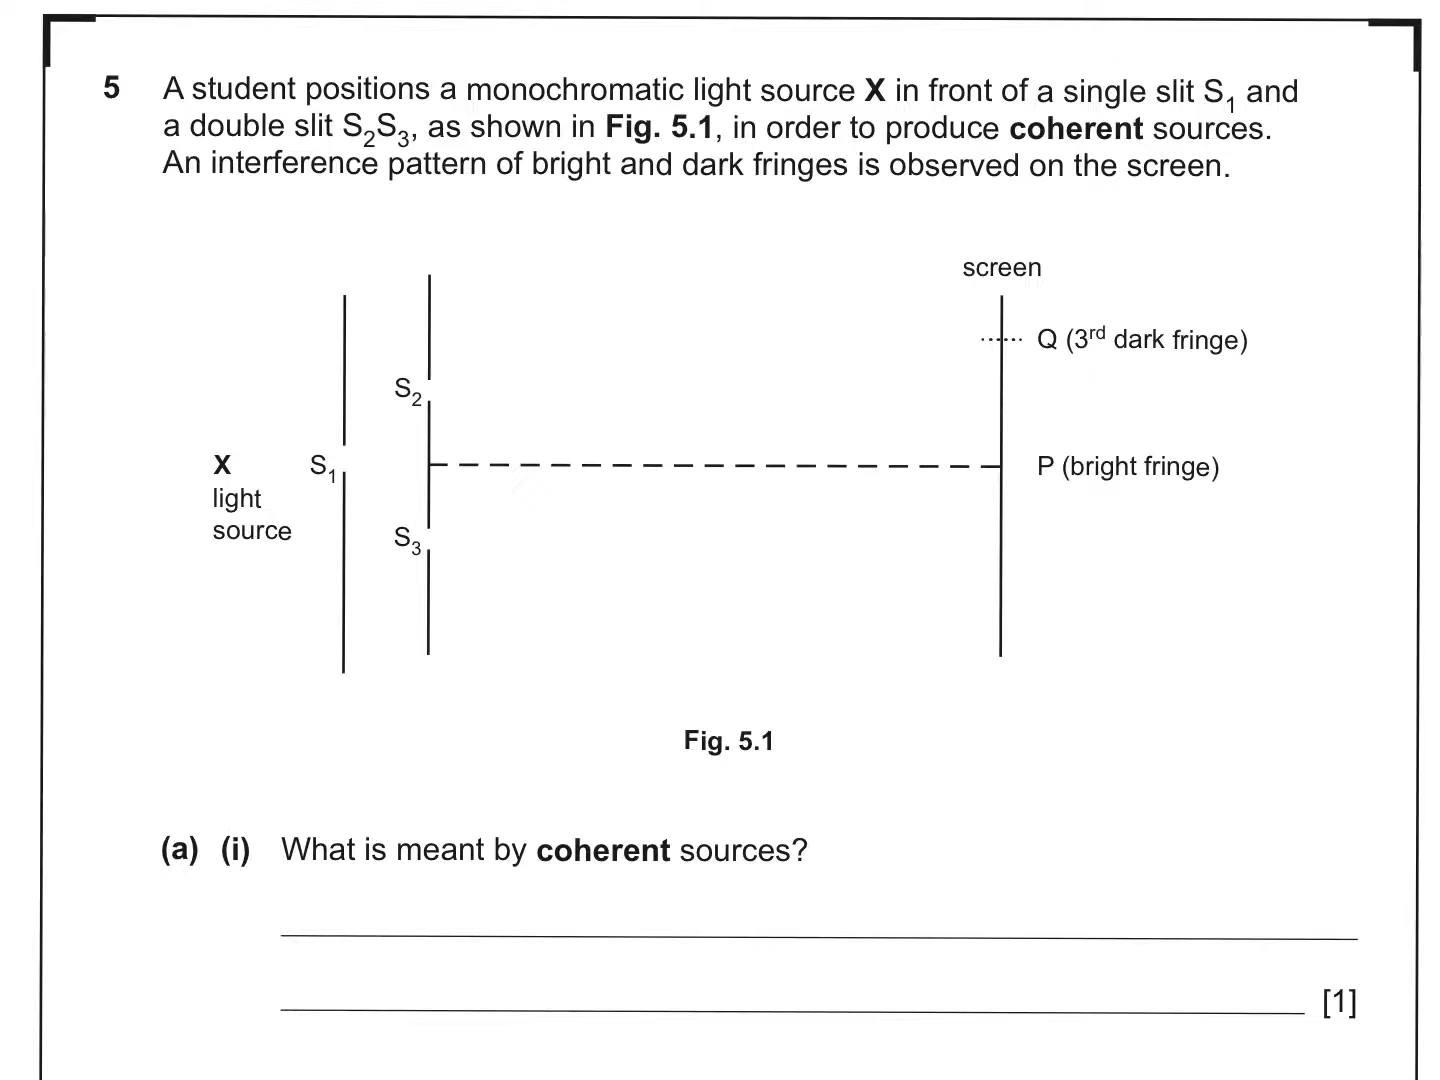 5 A student positions a monochromatic light source X in front of a single slit S₁ and
a double slit S₂S₃, as shown in Fig. 5.1, in order to produce coherent sources.
An interference pattern of bright and dark fringes is observed on the screen.
screen
Q (3rd dark fringe)
S₂
X
light
source
S₁
P (bright fringe)
S₃
Fig. 5.1
(a) (i) What is meant by coherent sources?
[1]